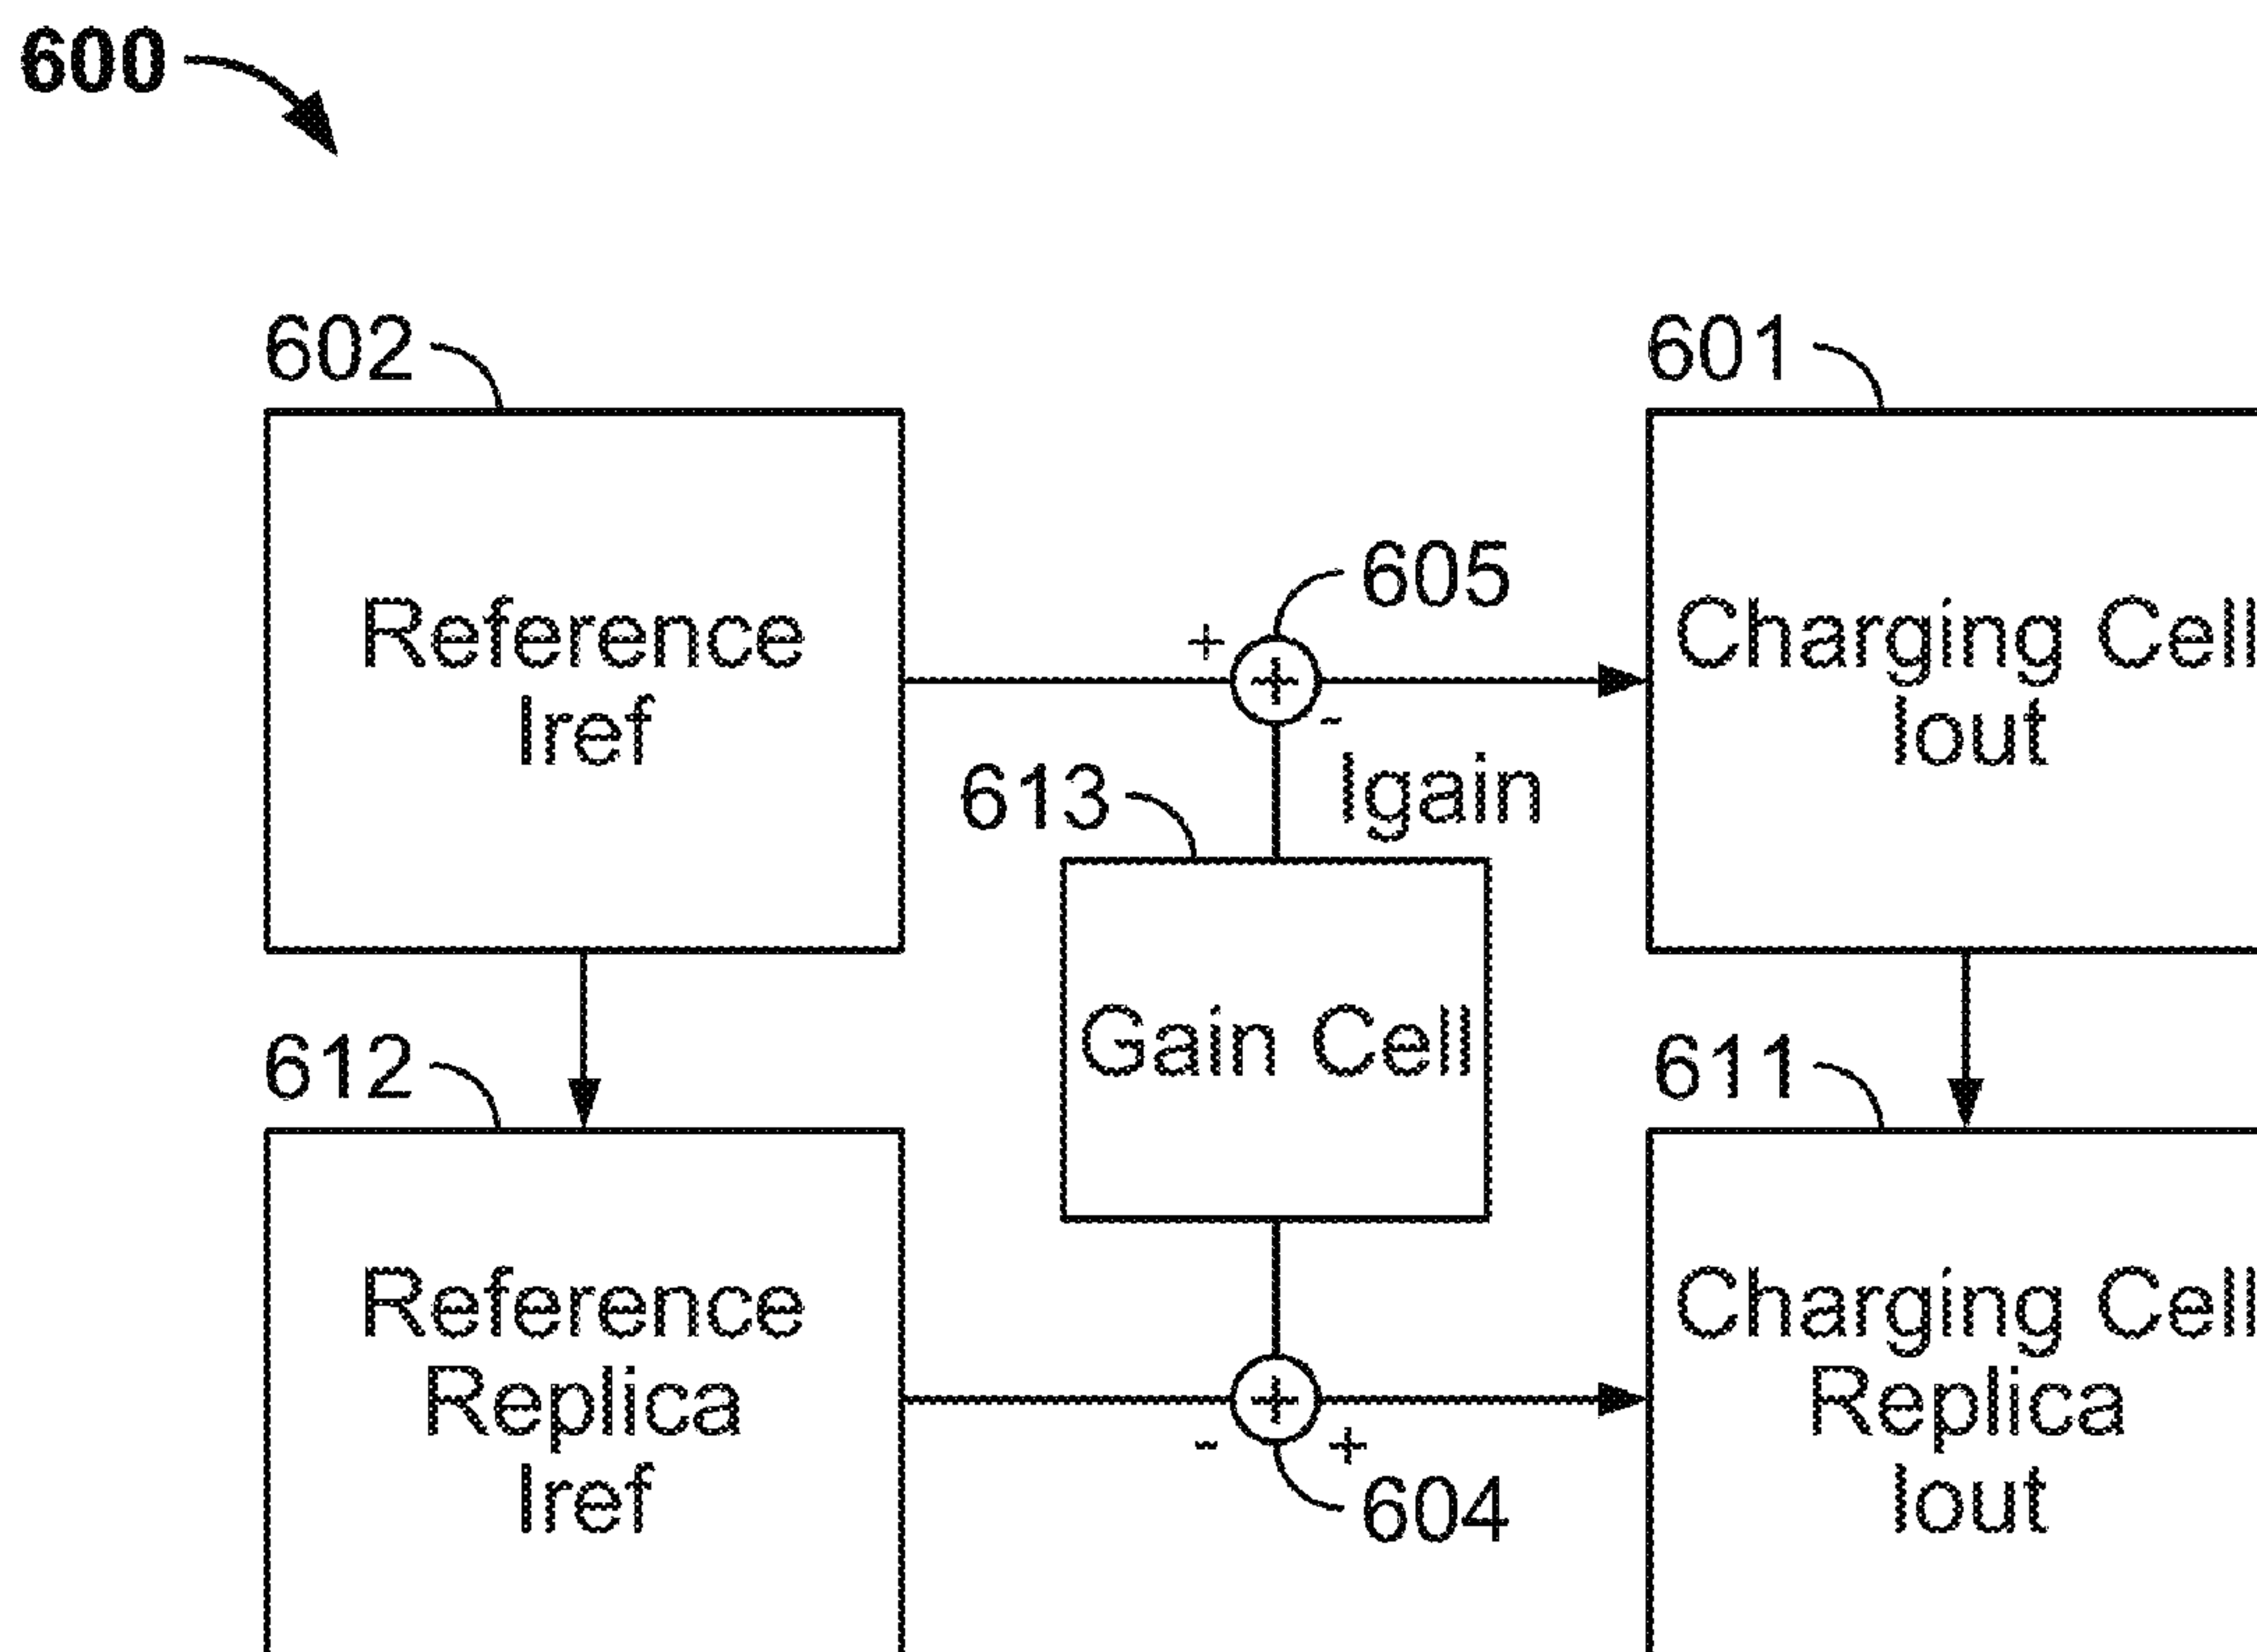 600
602
601
Reference
Iref
605
+
+
-
Charging Cell
Iout
613
Igain
Gain Cell
612
611
Reference
Replica
Iref
+
-
+
604
Charging Cell
Replica
Iout